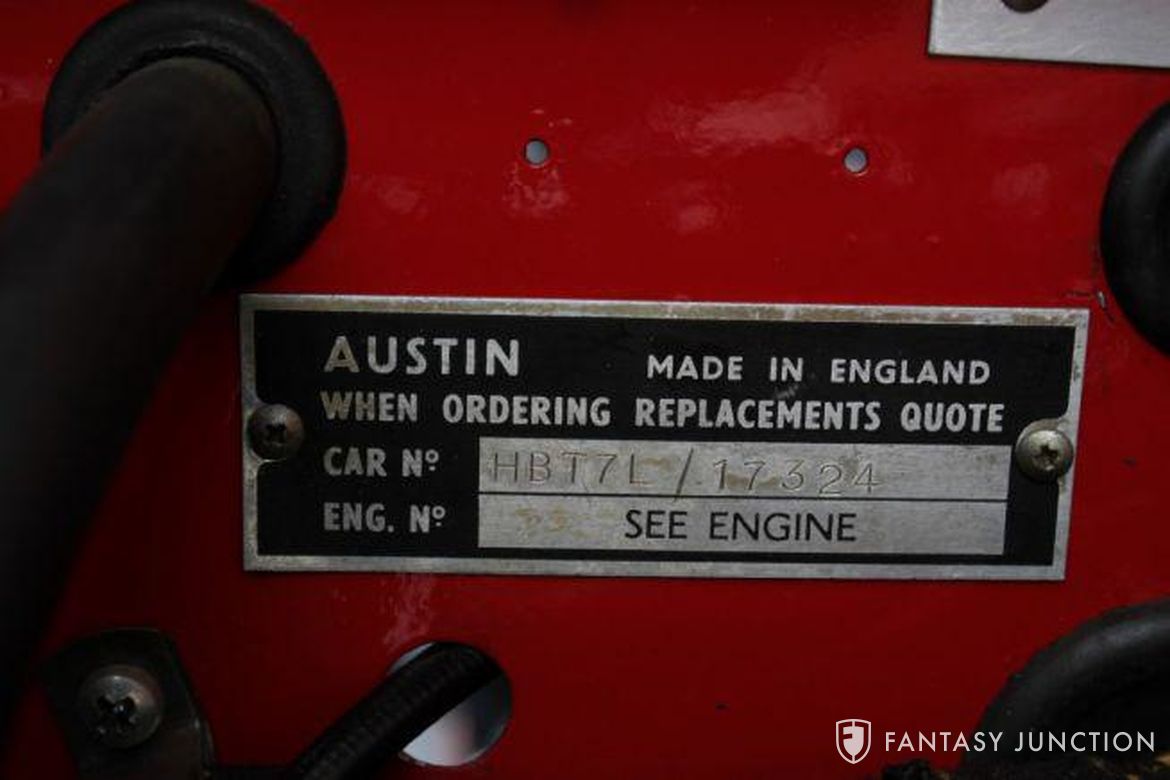 AUSTIN MADE IN ENGLAND
WHEN ORDERING REPLACEMENTS QUOTE
CAR Nº HBT7L/17324
ENG. Nº SEE ENGINE
FANTASY JUNCTION